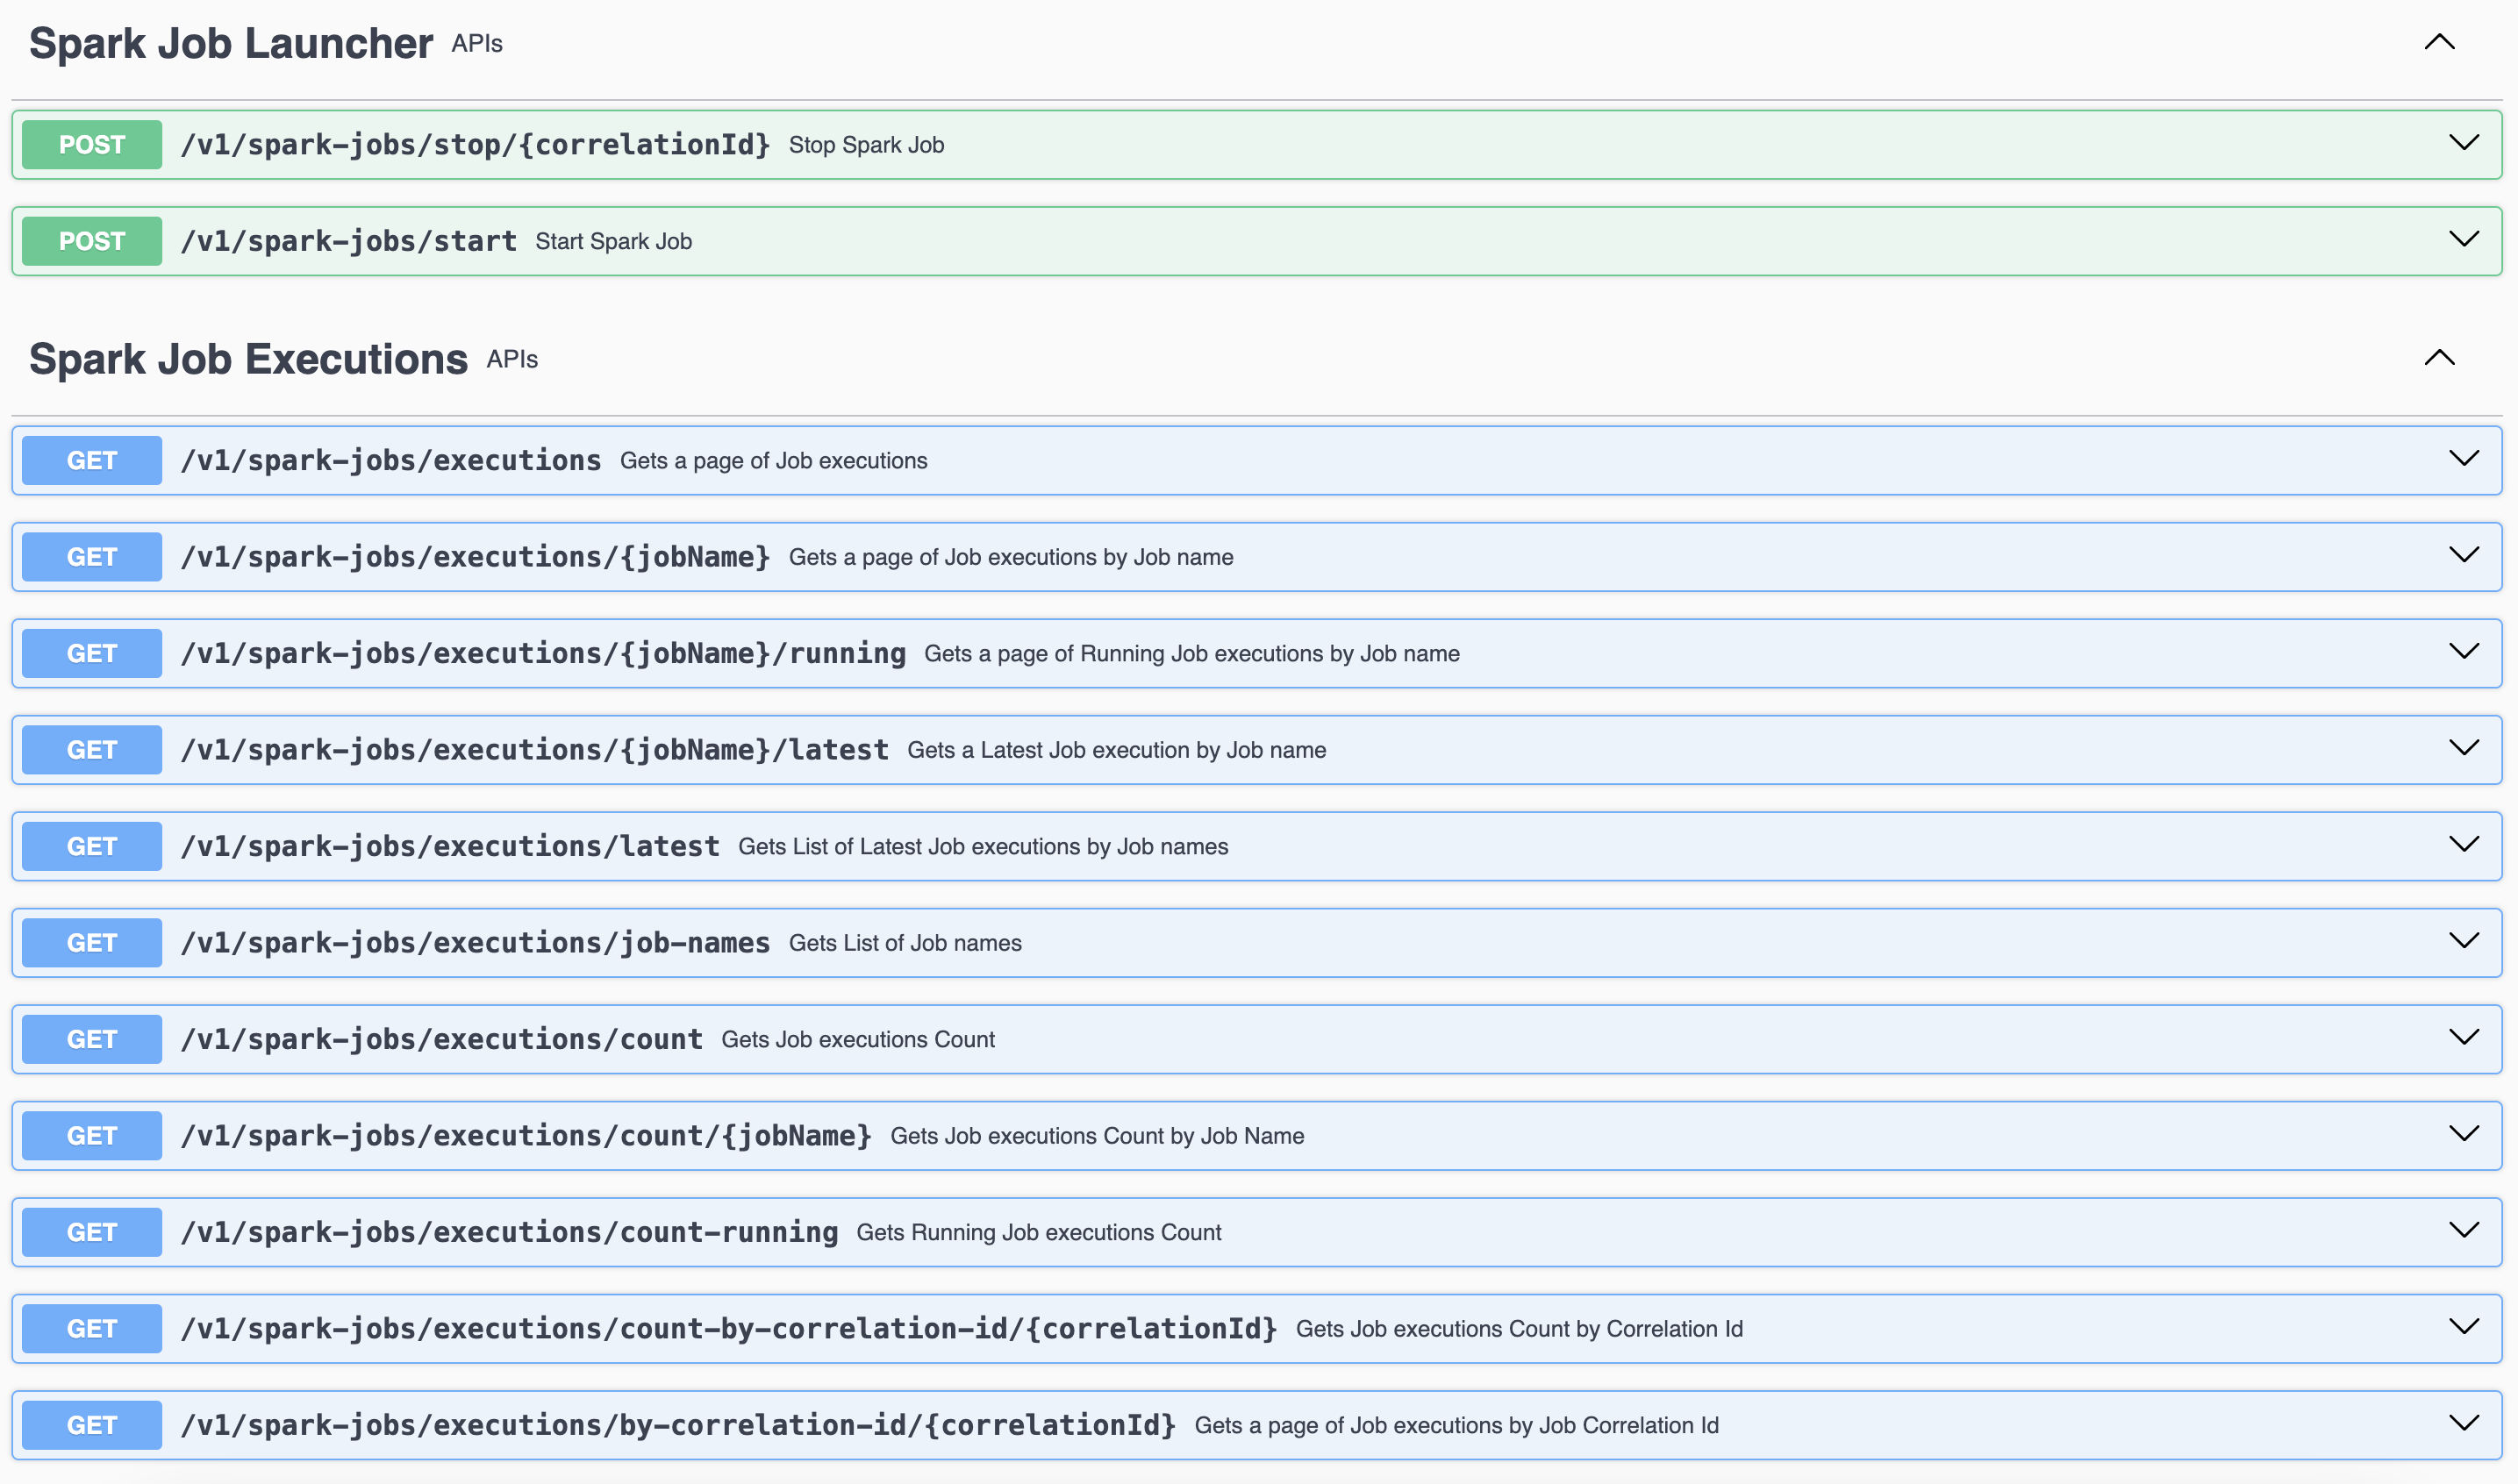 Spark Job Launcher APIs
POST /v1/spark-jobs/stop/{correlationId} Stop Spark Job
POST /v1/spark-jobs/start Start Spark Job
Spark Job Executions APIs
GET /v1/spark-jobs/executions Gets a page of Job executions
GET /v1/spark-jobs/executions/{jobName} Gets a page of Job executions by Job name
GET /v1/spark-jobs/executions/{jobName}/running Gets a page of Running Job executions by Job name
GET /v1/spark-jobs/executions/{jobName}/latest Gets a Latest Job execution by Job name
GET /v1/spark-jobs/executions/latest Gets List of Latest Job executions by Job names
GET /v1/spark-jobs/executions/job-names Gets List of Job names
GET /v1/spark-jobs/executions/count Gets Job executions Count
GET /v1/spark-jobs/executions/count/{jobName} Gets Job executions Count by Job Name
GET /v1/spark-jobs/executions/count-running Gets Running Job executions Count
GET /v1/spark-jobs/executions/count-by-correlation-id/{correlationId} Gets Job executions Count by Correlation Id
GET /v1/spark-jobs/executions/by-correlation-id/{correlationId} Gets a page of Job executions by Job Correlation Id